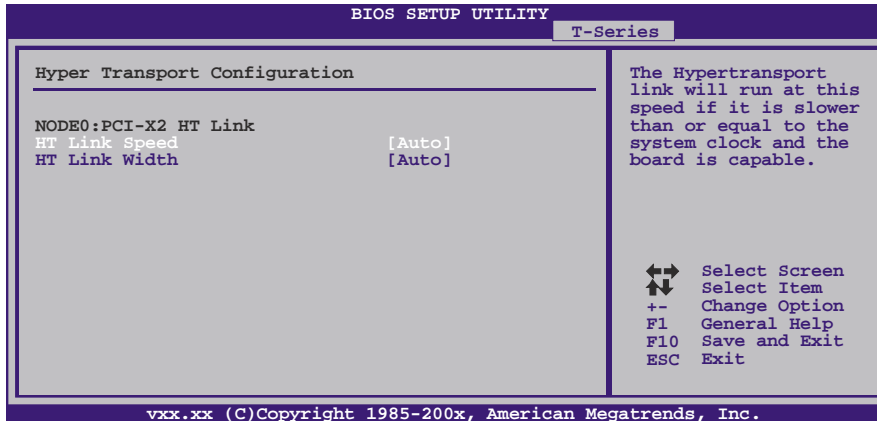 BIOS SETUP UTILITY
T-Series
Hyper Transport Configuration
NODE0:PCI-X2 HT Link
HT Link Speed [Auto]
HT Link Width [Auto]
The Hypertransport
link will run at this
speed if it is slower
than or equal to the
system clock and the
board is capable.
Select Screen
Select Item
+- Change Option
F1 General Help
F10 Save and Exit
ESC Exit
vxx.xx (C)Copyright 1985-200x, American Megatrends, Inc.